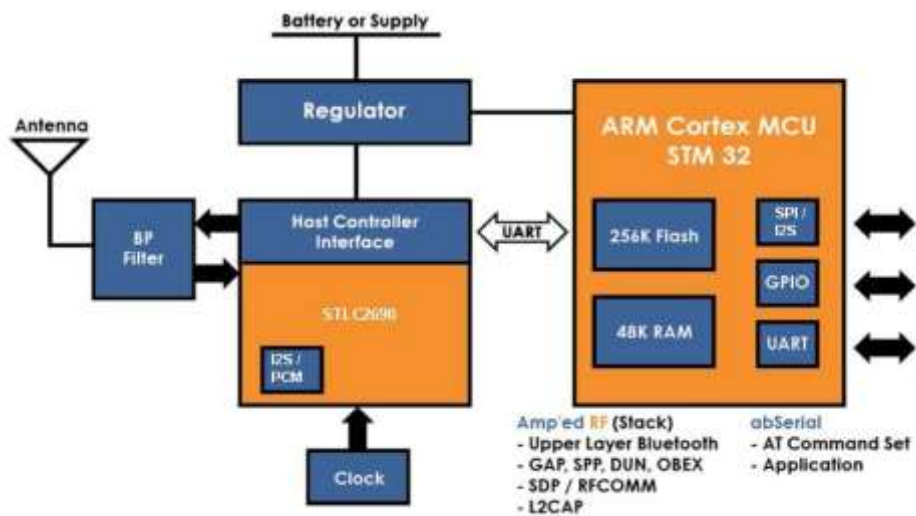 Battery or Supply
Regulator
Antenna
BP
Filter
Host Controller
Interface
STLC2690
I2S /
PCM
Clock
UART
ARM Cortex MCU
STM 32
256K Flash
48K RAM
SPI /
I2S
GPIO
UART
Amp'ed RF (Stack)
- Upper Layer Bluetooth
- GAP, SPP, DUN, OBEX
- SDP / RFCOMM
- L2CAP
abSerial
- AT Command Set
- Application